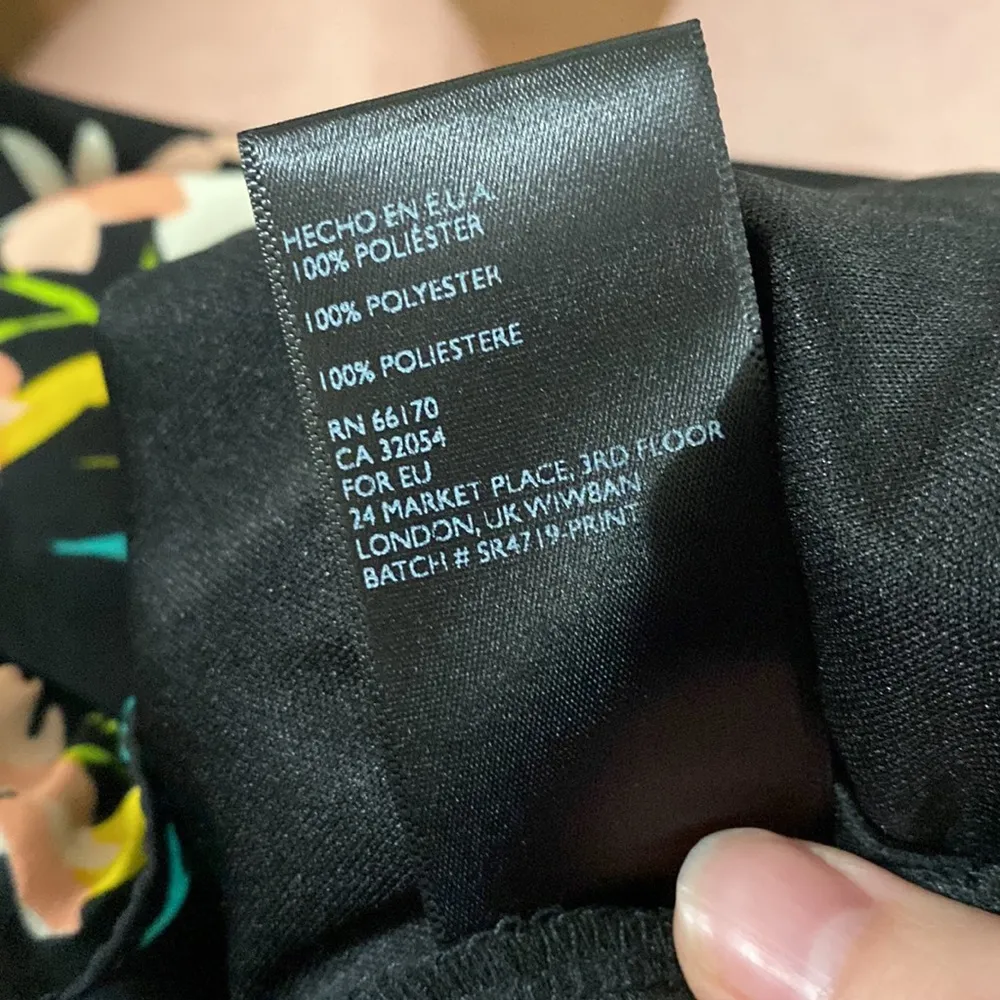 HECHO EN E.U.A.
100% POLIÉSTER
100% POLYESTER
100% POLIESTERE
RN 66170
CA 32054
FOR EU
24 MARKET PLACE, 3RD FLOOR
LONDON, UK W1W8AN
BATCH # SR4719-PRINT